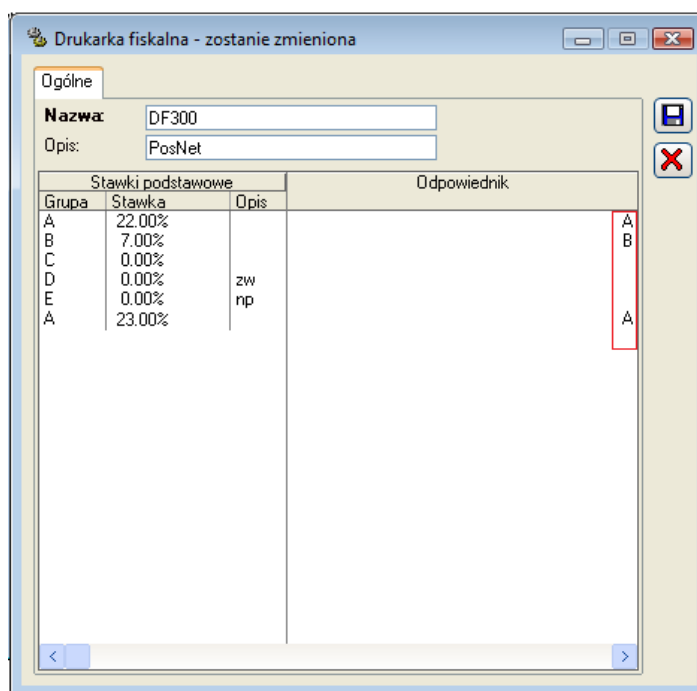 Drukarka fiskalna - zostanie zmieniona
Ogólne
Nazwa: DF300
Opis: PosNet
Stawki podstawowe Odpowiednik
Grupa Stawka Opis
A 22.00% A
B 7.00% B
C 0.00%
D 0.00% zw
E 0.00% np
A 23.00% A